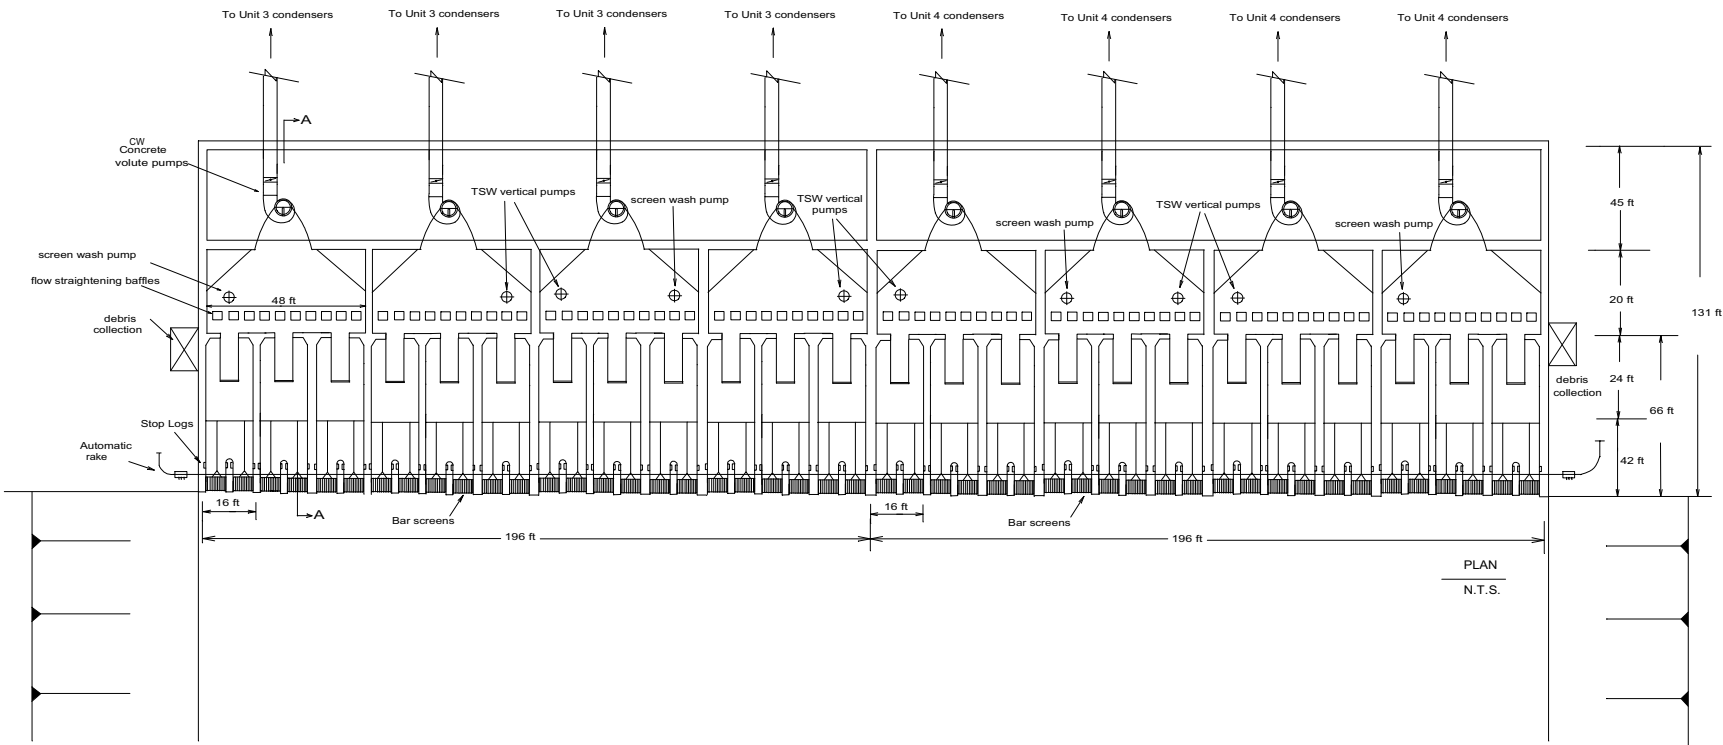 To Unit 3 condensers
To Unit 3 condensers
To Unit 3 condensers
To Unit 3 condensers
To Unit 4 condensers
To Unit 4 condensers
To Unit 4 condensers
To Unit 4 condensers
A
CW
Concrete
volute pumps
TSW vertical pumps
screen wash pump
TSW vertical
pumps
screen wash pump
TSW vertical pumps
screen wash pump
45 ft
screen wash pump
flow straightening baffles
48 ft
20 ft
131 ft
debris
collection
debris
collection
24 ft
66 ft
Stop Logs
Automatic
rake
42 ft
16 ft
A
Bar screens
16 ft
Bar screens
196 ft
196 ft
PLAN
N.T.S.